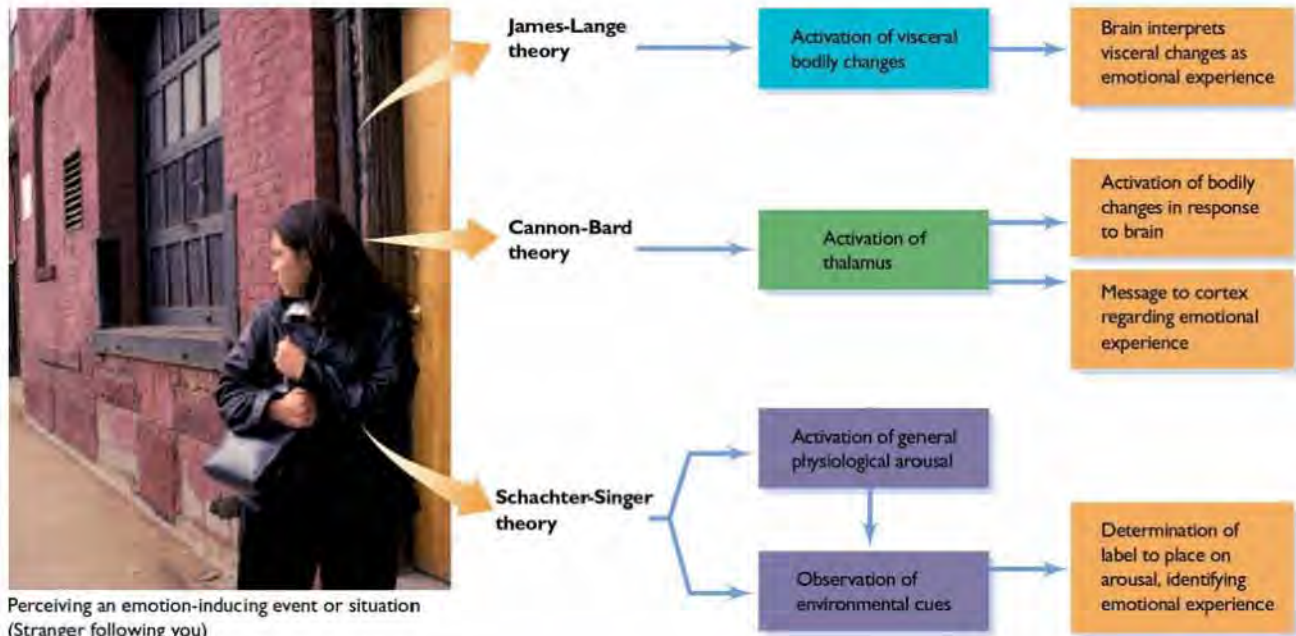 James-Lange
theory
Activation of visceral
bodily changes
Brain interprets
visceral changes as
emotional experience
Cannon-Bard
theory
Activation of
thalamus
Activation of bodily
changes in response
to brain
Message to cortex
regarding emotional
experience
Schachter-Singer
theory
Activation of general
physiological arousal
Observation of
environmental cues
Determination of
label to place on
arousal, identifying
emotional experience
Perceiving an emotion-inducing event or situation
(Stranger following you)